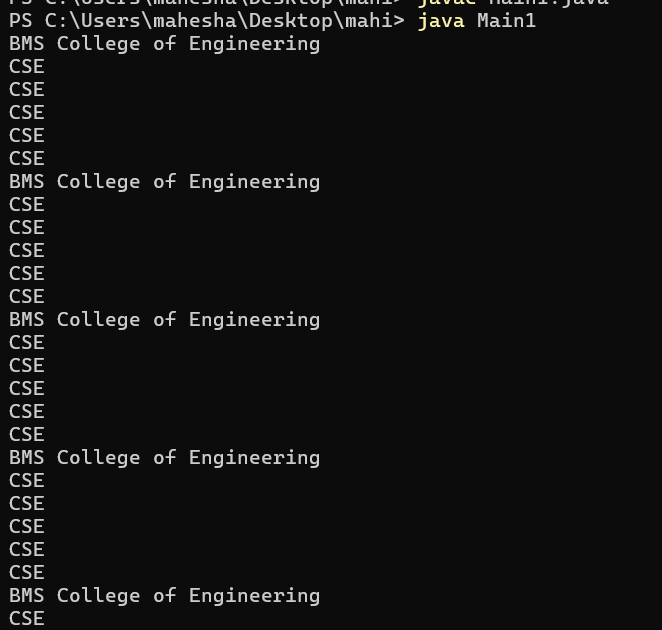 PS C:\Users\mahesha\Desktop\mahi> javac Main1.java
PS C:\Users\mahesha\Desktop\mahi> java Main1
BMS College of Engineering
CSE
CSE
CSE
CSE
CSE
BMS College of Engineering
CSE
CSE
CSE
CSE
CSE
BMS College of Engineering
CSE
CSE
CSE
CSE
CSE
BMS College of Engineering
CSE
CSE
CSE
CSE
CSE
BMS College of Engineering
CSE